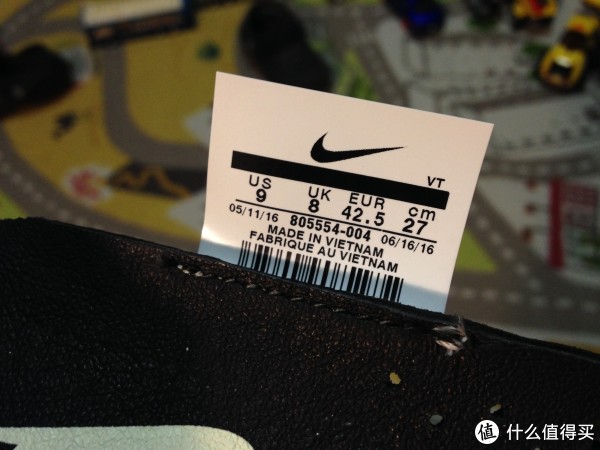 VT
US UK EUR cm
9 8 42.5 27
05/11/16 805554-004 06/16/16
MADE IN VIETNAM
FABRIQUE AU VIETNAM
值 什么值得买